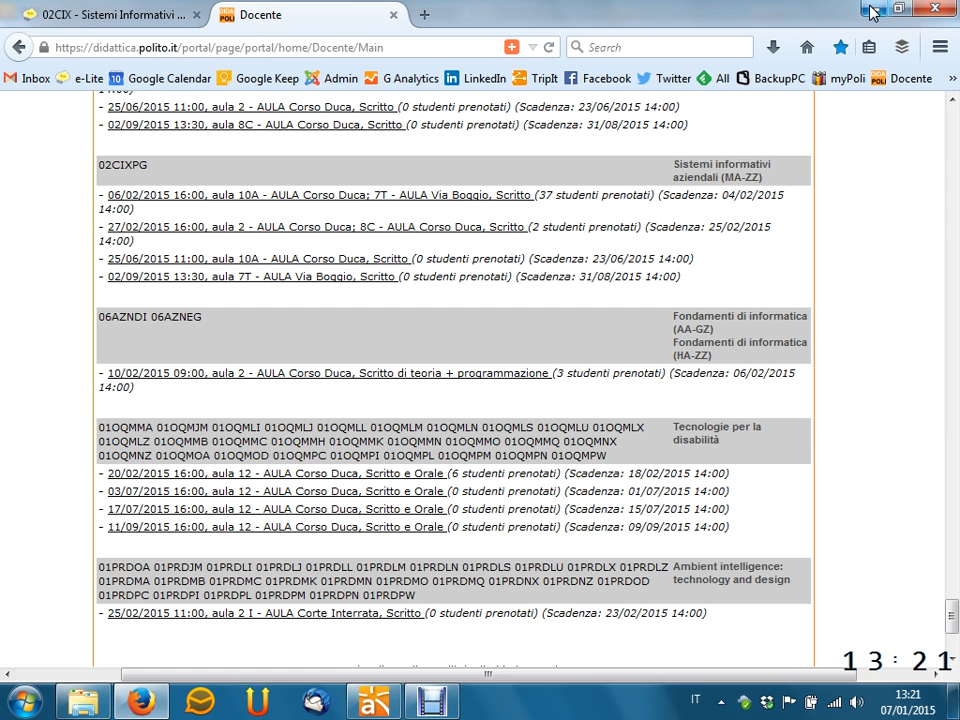 02CIX - Sistemi Informativi ... × Docente × +
https://didattica.polito.it/portal/page/portal/home/Docente/Main Search
Inbox e-Lite 10 Google Calendar Google Keep Admin G Analytics LinkedIn TripIt Facebook Twitter All BackupPC myPoli Docente »
14:00)
- 25/06/2015 11:00, aula 2 - AULA Corso Duca, Scritto (0 studenti prenotati) (Scadenza: 23/06/2015 14:00)
- 02/09/2015 13:30, aula 8C - AULA Corso Duca, Scritto (0 studenti prenotati) (Scadenza: 31/08/2015 14:00)
02CIXPG Sistemi informativi
aziendali (MA-ZZ)
- 06/02/2015 16:00, aula 10A - AULA Corso Duca; 7T - AULA Via Boggio, Scritto (37 studenti prenotati) (Scadenza: 04/02/2015
14:00)
- 27/02/2015 16:00, aula 2 - AULA Corso Duca; 8C - AULA Corso Duca, Scritto (2 studenti prenotati) (Scadenza: 25/02/2015
14:00)
- 25/06/2015 11:00, aula 10A - AULA Corso Duca, Scritto (0 studenti prenotati) (Scadenza: 23/06/2015 14:00)
- 02/09/2015 13:30, aula 7T - AULA Via Boggio, Scritto (0 studenti prenotati) (Scadenza: 31/08/2015 14:00)
06AZNDI 06AZNEG Fondamenti di informatica
(AA-GZ)
Fondamenti di informatica
(HA-ZZ)
- 10/02/2015 09:00, aula 2 - AULA Corso Duca, Scritto di teoria + programmazione (3 studenti prenotati) (Scadenza: 06/02/2015
14:00)
01OQMMA 01OQMJM 01OQMLI 01OQMLJ 01OQMLL 01OQMLM 01OQMLN 01OQMLS 01OQMLU 01OQMLX Tecnologie per la
01OQMLZ 01OQMMB 01OQMMC 01OQMMH 01OQMMK 01OQMMN 01OQMMO 01OQMMQ 01OQMNX disabilità
01OQMNZ 01OQMOA 01OQMOD 01OQMPC 01OQMPI 01OQMPL 01OQMPM 01OQMPN 01OQMPW
- 20/02/2015 16:00, aula 12 - AULA Corso Duca, Scritto e Orale (6 studenti prenotati) (Scadenza: 18/02/2015 14:00)
- 03/07/2015 16:00, aula 12 - AULA Corso Duca, Scritto e Orale (0 studenti prenotati) (Scadenza: 01/07/2015 14:00)
- 17/07/2015 16:00, aula 12 - AULA Corso Duca, Scritto e Orale (0 studenti prenotati) (Scadenza: 15/07/2015 14:00)
- 11/09/2015 16:00, aula 12 - AULA Corso Duca, Scritto e Orale (0 studenti prenotati) (Scadenza: 09/09/2015 14:00)
01PRDOA 01PRDJM 01PRDLI 01PRDLJ 01PRDLL 01PRDLM 01PRDLN 01PRDLS 01PRDLU 01PRDLX 01PRDLZ Ambient intelligence:
01PRDMA 01PRDMB 01PRDMC 01PRDMK 01PRDMN 01PRDMO 01PRDMQ 01PRDNX 01PRDNZ 01PRDOD technology and design
01PRDPC 01PRDPI 01PRDPL 01PRDPM 01PRDPN 01PRDPW
- 25/02/2015 11:00, aula 2 I - AULA Corte Interrata, Scritto (0 studenti prenotati) (Scadenza: 23/02/2015 14:00)
13:21
IT 13:21
07/01/2015